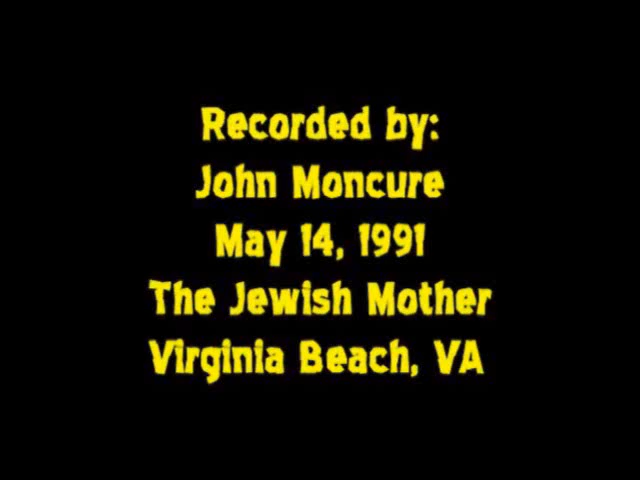 Recorded by:
John Moncure
May 14, 1991
The Jewish Mother
Virginia Beach, VA